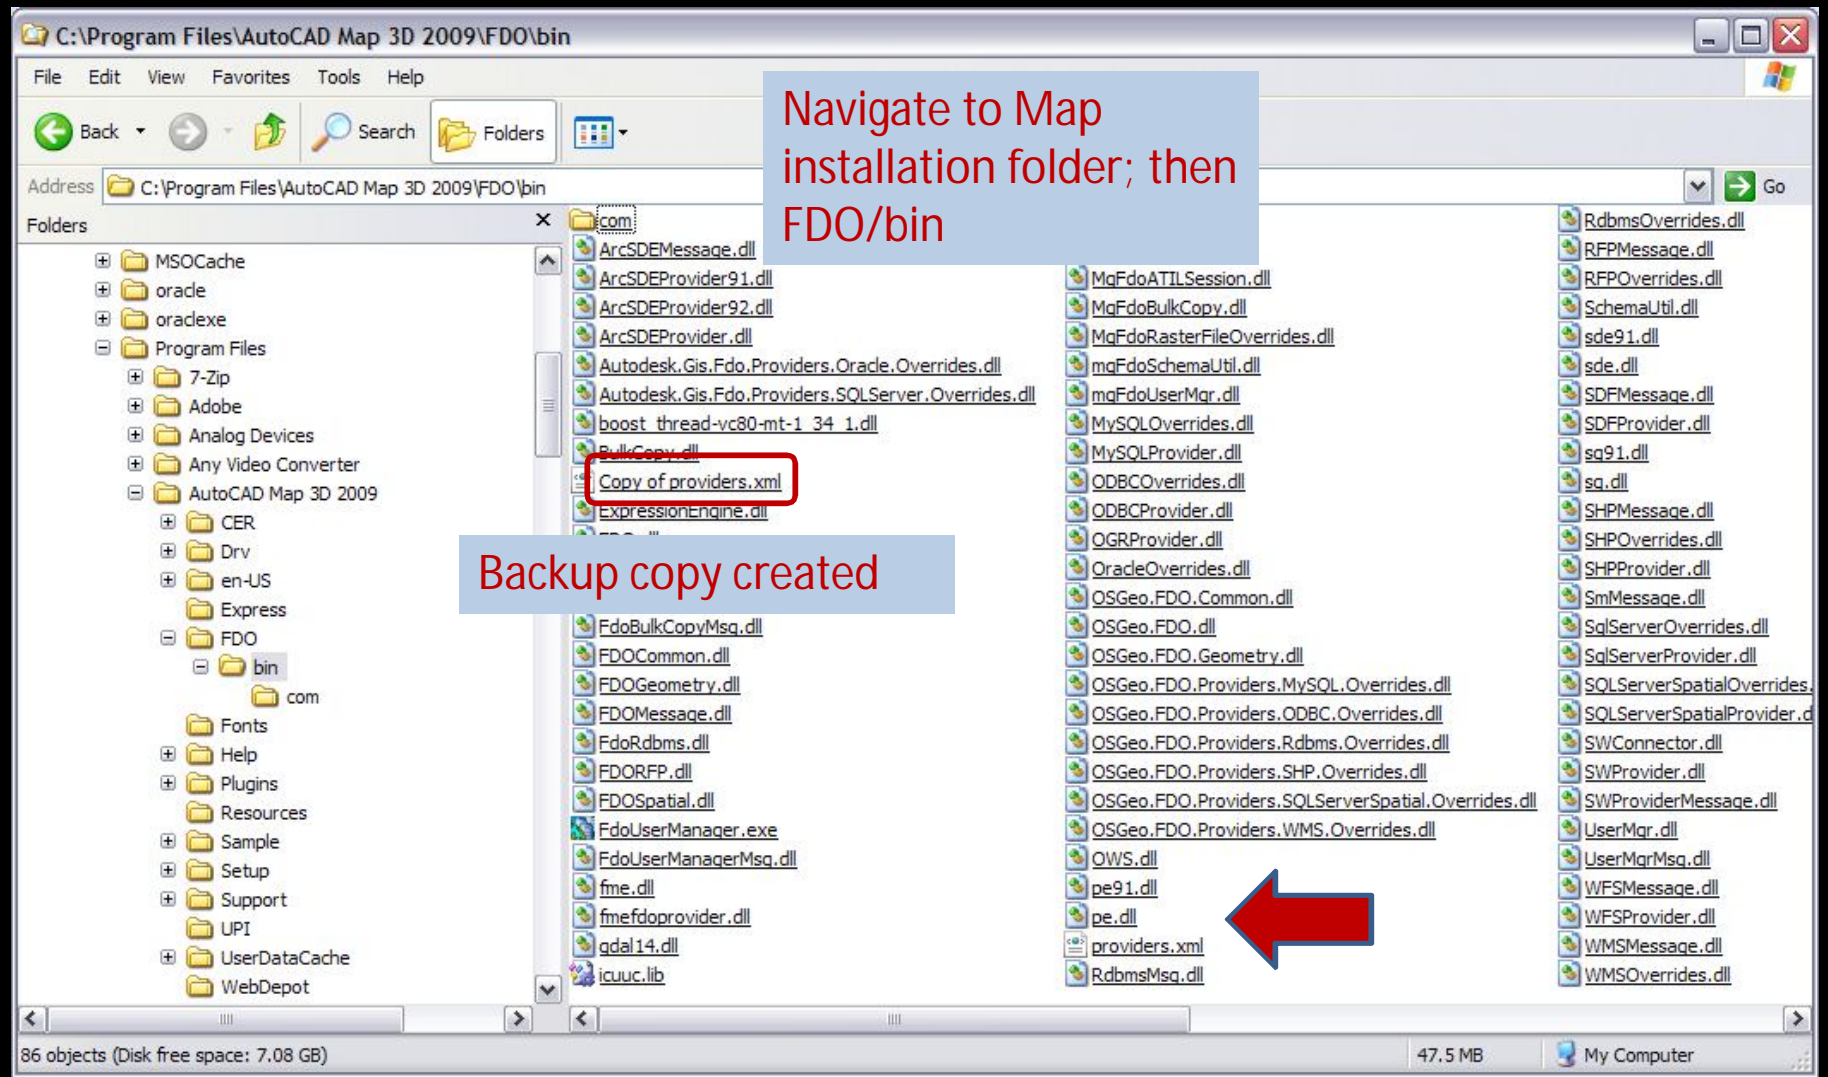 C:\Program Files\AutoCAD Map 3D 2009\FDO\bin
File Edit View Favorites Tools Help
Back Search Folders
Address C:\Program Files\AutoCAD Map 3D 2009\FDO\bin Go
Navigate to Map
installation folder; then
FDO/bin
Folders
MSOCache
oracle
oraclexe
Program Files
7-Zip
Adobe
Analog Devices
Any Video Converter
AutoCAD Map 3D 2009
CER
Drv
en-US
Express
FDO
bin
com
Fonts
Help
Plugins
Resources
Sample
Setup
Support
UPI
UserDataCache
WebDepot
com
ArcSDEMessage.dll
ArcSDEProvider91.dll
ArcSDEProvider92.dll
ArcSDEProvider.dll
Autodesk.Gis.Fdo.Providers.Oracle.Overrides.dll
Autodesk.Gis.Fdo.Providers.SQLServer.Overrides.dll
boost_thread-vc80-mt-1_34_1.dll
BulkCopy.dll
Copy of providers.xml
ExpressionEngine.dll
Backup copy created
FdoBulkCopyMsg.dll
FDOCommon.dll
FDOGeometry.dll
FDOMessage.dll
FdoRdbms.dll
FDORFP.dll
FDOSpatial.dll
FdoUserManager.exe
FdoUserManagerMsg.dll
fme.dll
fmefdoprovider.dll
gdal14.dll
icuuc.lib
MgFdoATILSession.dll
MgFdoBulkCopy.dll
MgFdoRasterFileOverrides.dll
mgFdoSchemaUtil.dll
mgFdoUserMgr.dll
MySQLOverrides.dll
MySQLProvider.dll
ODBCOverrides.dll
ODBCProvider.dll
OGRProvider.dll
OracleOverrides.dll
OSGeo.FDO.Common.dll
OSGeo.FDO.dll
OSGeo.FDO.Geometry.dll
OSGeo.FDO.Providers.MySQL.Overrides.dll
OSGeo.FDO.Providers.ODBC.Overrides.dll
OSGeo.FDO.Providers.Rdbms.Overrides.dll
OSGeo.FDO.Providers.SHP.Overrides.dll
OSGeo.FDO.Providers.SQLServerSpatial.Overrides.dll
OSGeo.FDO.Providers.WMS.Overrides.dll
OWS.dll
pe91.dll
pe.dll
providers.xml
RdbmsMsg.dll
RdbmsOverrides.dll
RFPMessage.dll
RFPOverrides.dll
SchemaUtil.dll
sde91.dll
sde.dll
SDFMessage.dll
SDFProvider.dll
sg91.dll
sg.dll
SHPMessage.dll
SHPOverrides.dll
SHPProvider.dll
SmMessage.dll
SqlServerOverrides.dll
SqlServerProvider.dll
SQLServerSpatialOverrides.
SQLServerSpatialProvider.d
SWConnector.dll
SWProvider.dll
SWProviderMessage.dll
UserMgr.dll
UserMgrMsg.dll
WFSMessage.dll
WFSProvider.dll
WMSMessage.dll
WMSOverrides.dll
86 objects (Disk free space: 7.08 GB) 47.5 MB My Computer